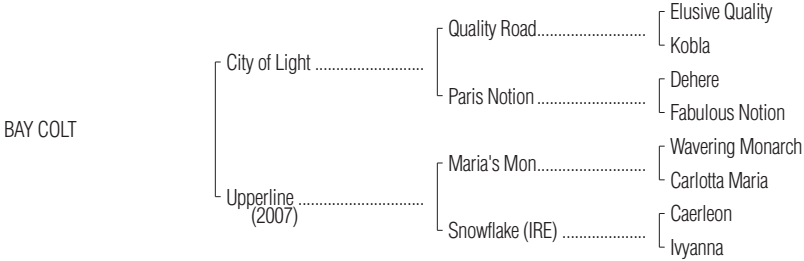 BAY COLT
City of Light ..........................
Upperline ..............................
(2007)
Quality Road..........................
Paris Notion ..........................
Maria's Mon..........................
Snowflake (IRE) ....................
Elusive Quality
Kobla
Dehere
Fabulous Notion
Wavering Monarch
Carlotta Maria
Caerleon
Ivyanna